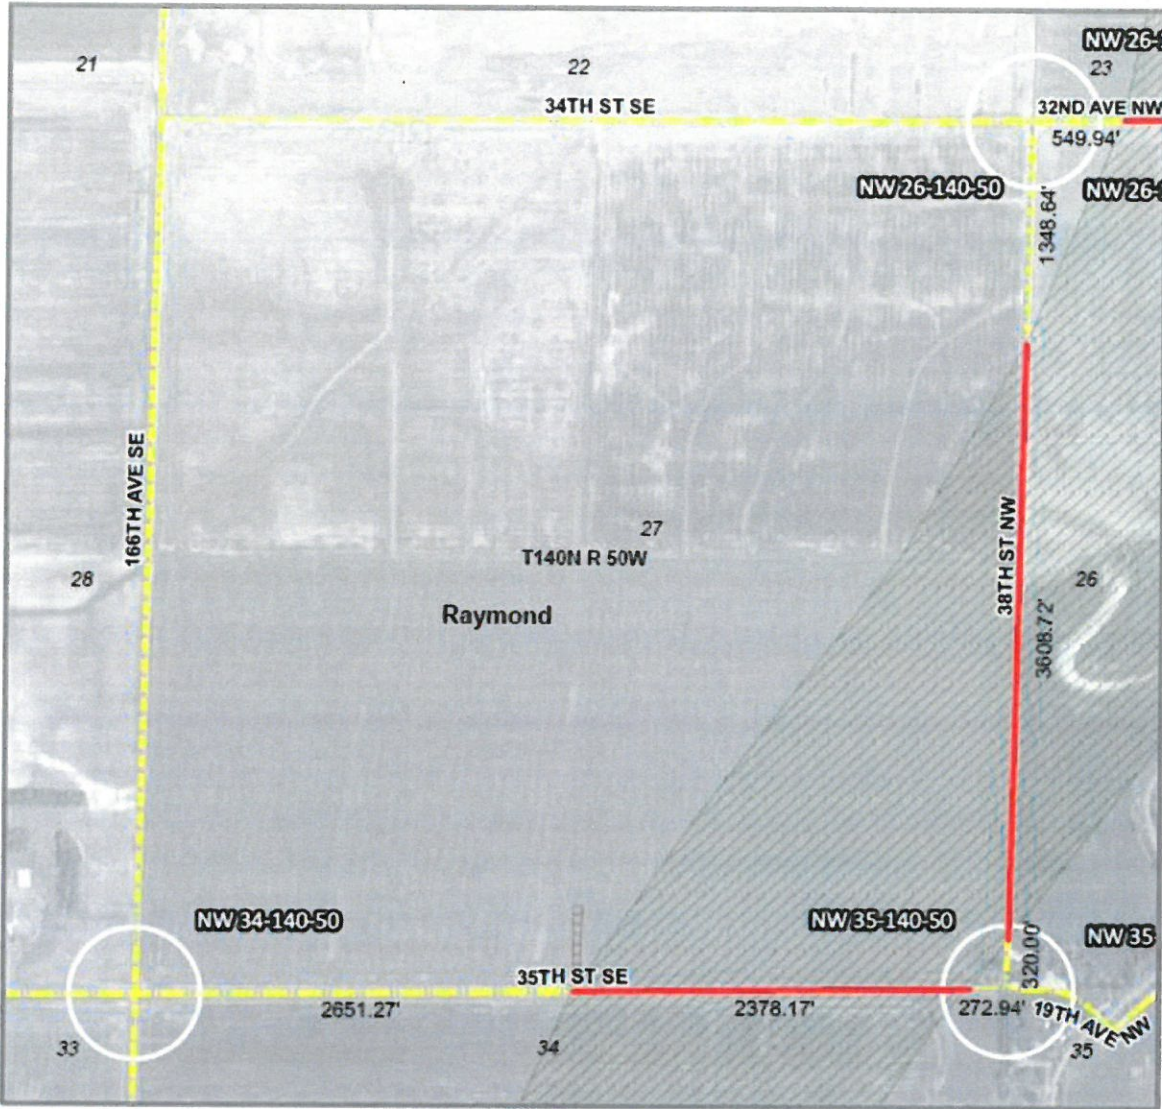 NW 26-
21
22
23
34TH ST SE
32ND AVE NW
549.94'
NW 26-140-50
NW 26-
1348.64'
166TH AVE SE
27
T140N R 50W
38TH ST NW
28
26
Raymond
3608.72'
NW 34-140-50
NW 35-140-50
NW 35
320.00'
35TH ST SE
2651.27'
2378.17'
272.94'
19TH AVE NW
33
34
35